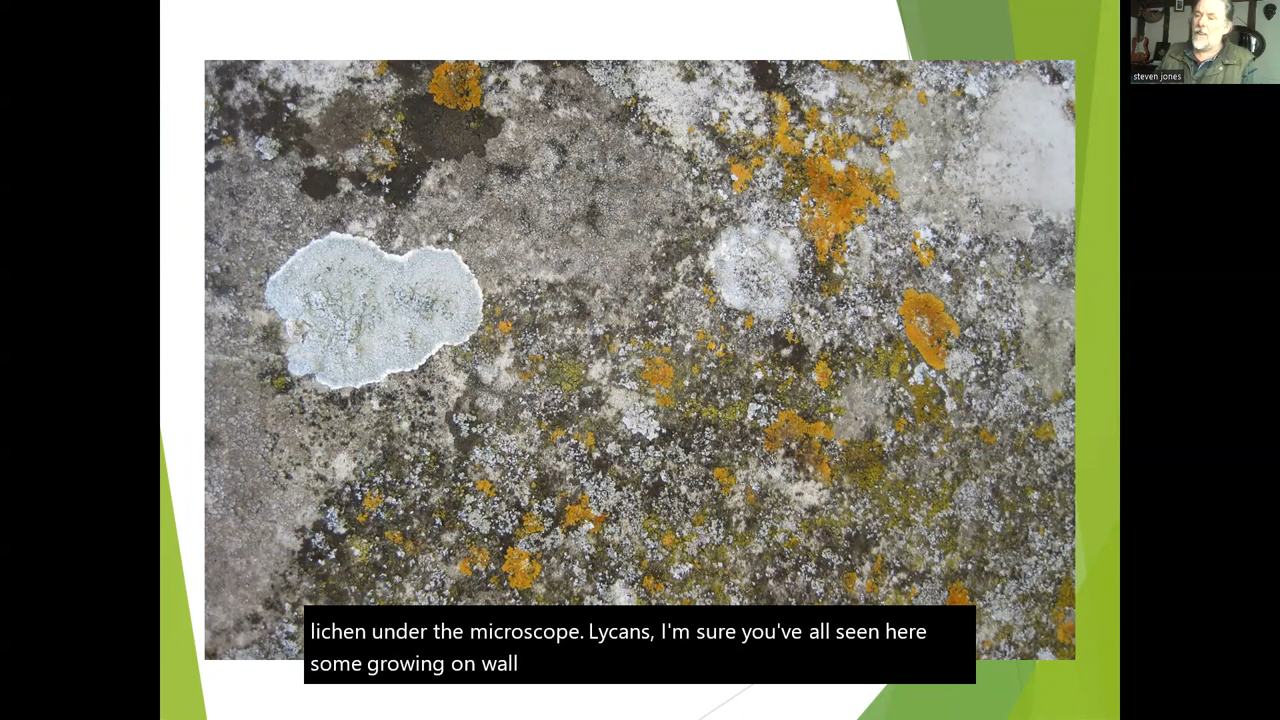 steven jones
lichen under the microscope. Lycans, I'm sure you've all seen here
some growing on wall